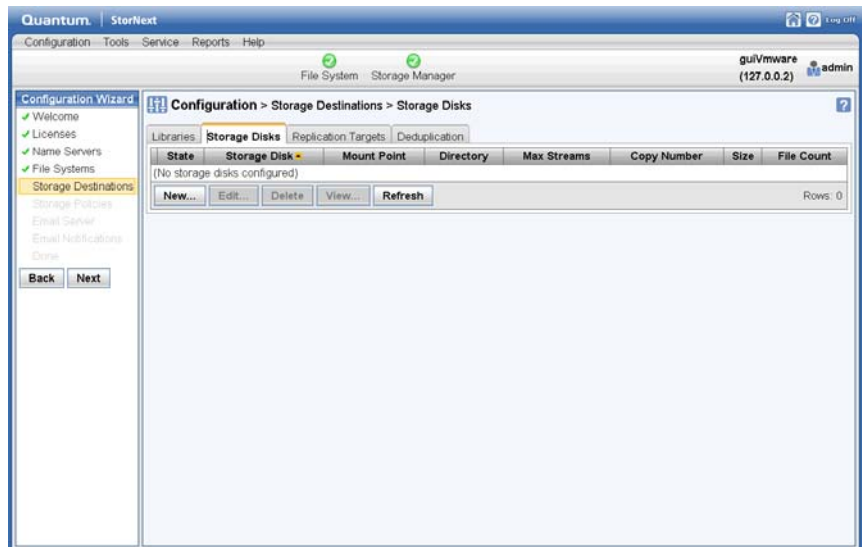 Quantum. | StorNext
Log Off
Configuration Tools Service Reports Help
File System Storage Manager
guiVmware
(127.0.0.2)
admin
Configuration Wizard
Welcome
Licenses
Name Servers
File Systems
Storage Destinations
Storage Policies
Email Server
Email Notifications
Done
Back Next
Configuration > Storage Destinations > Storage Disks
?
Libraries Storage Disks Replication Targets Deduplication
State Storage Disk Mount Point Directory Max Streams Copy Number Size File Count
(No storage disks configured)
New... Edit... Delete View... Refresh Rows: 0